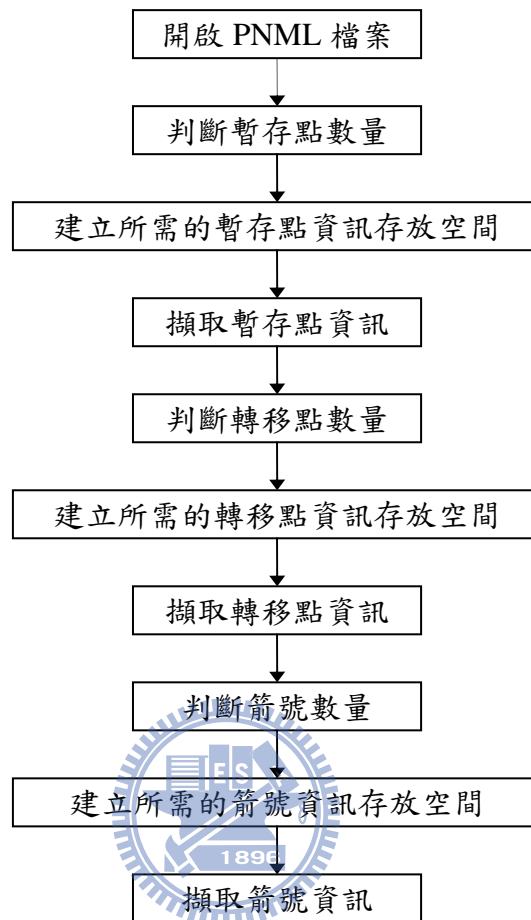 開啟 PNML 檔案
判斷暫存點數量
建立所需的暫存點資訊存放空間
擷取暫存點資訊
判斷轉移點數量
建立所需的轉移點資訊存放空間
擷取轉移點資訊
判斷箭號數量
ES
建立所需的箭號資訊存放空間
1896
擷取箭號資訊